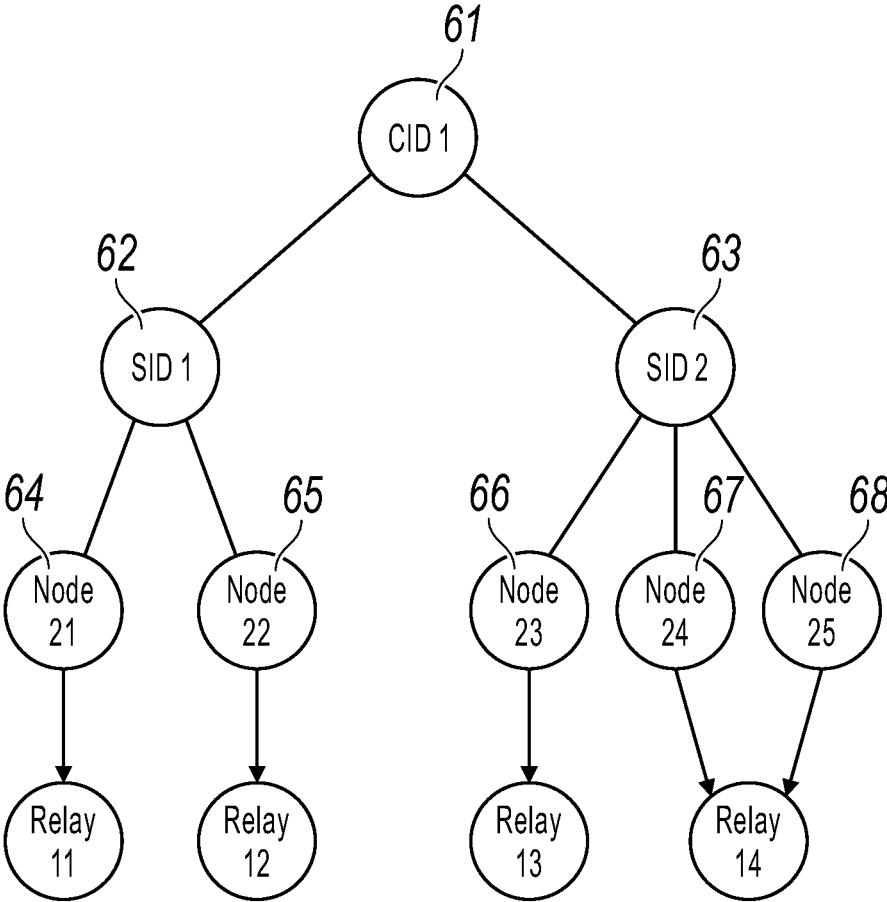 61
CID 1
62
63
SID 1
SID 2
64
65
66
67
68
Node
21
Node
22
Node
23
Node
24
Node
25
Relay
11
Relay
12
Relay
13
Relay
14